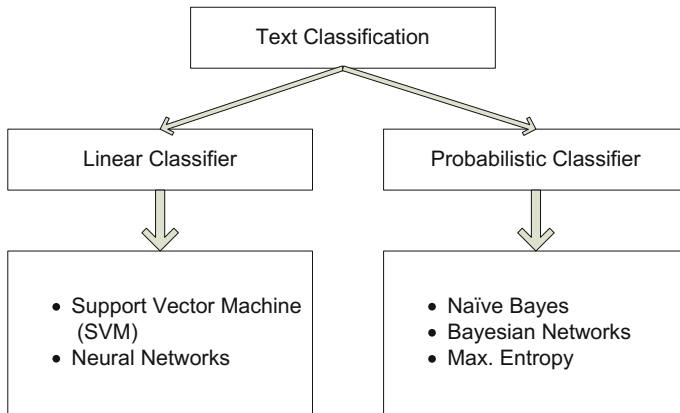 Text Classification
Linear Classifier
Probabilistic Classifier
• Support Vector Machine
(SVM)
• Neural Networks
• Naïve Bayes
• Bayesian Networks
• Max. Entropy